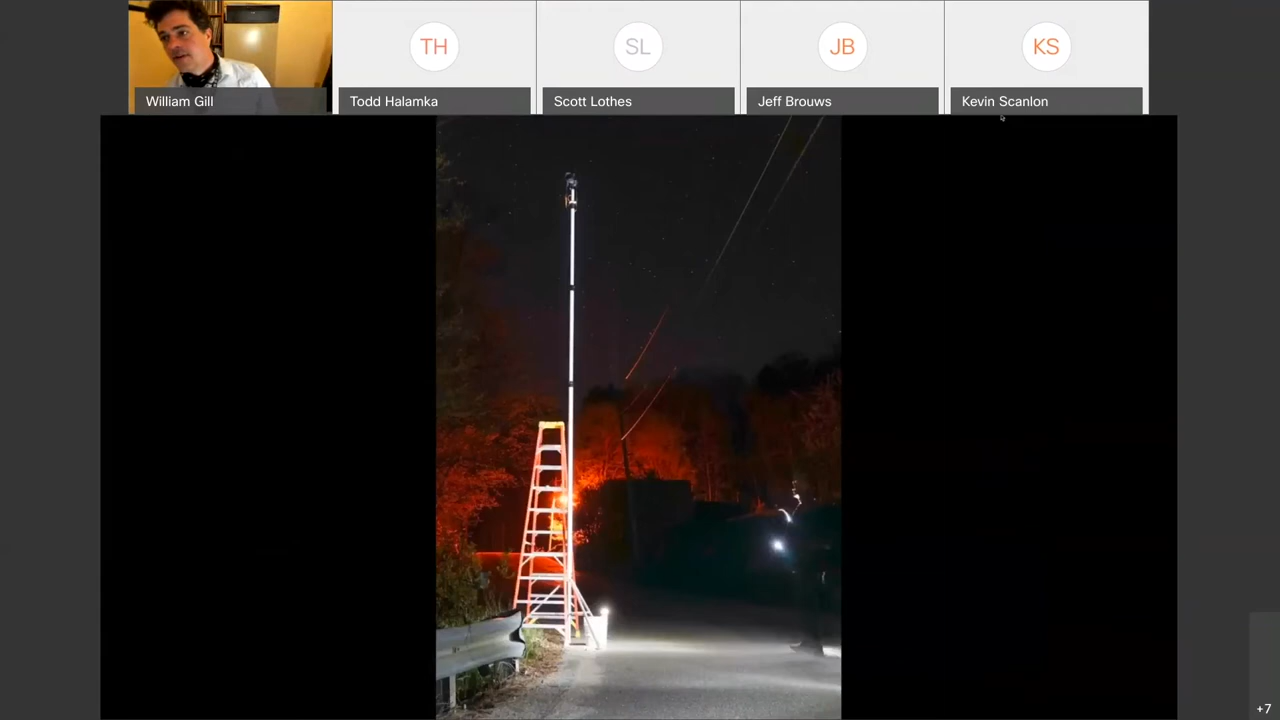 TH
SL
JB
KS
William Gill
Todd Halamka
Scott Lothes
Jeff Brouws
Kevin Scanlon
+7